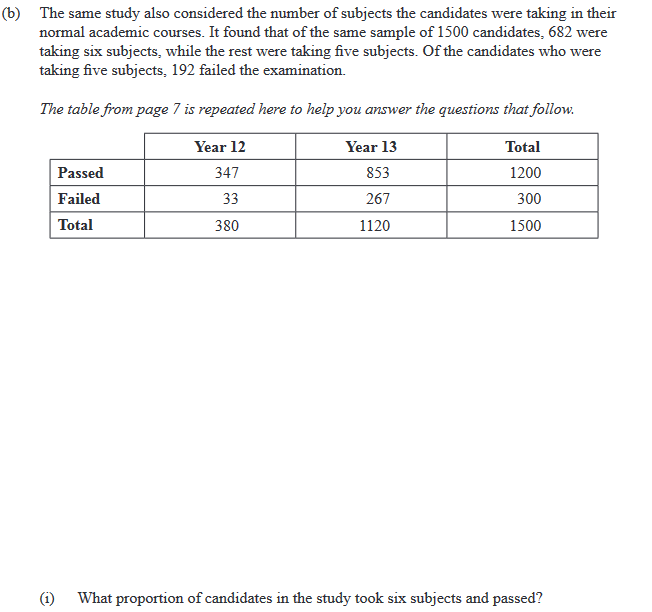 (b) The same study also considered the number of subjects the candidates were taking in their
normal academic courses. It found that of the same sample of 1500 candidates, 682 were
taking six subjects, while the rest were taking five subjects. Of the candidates who were
taking five subjects, 192 failed the examination.
The table from page 7 is repeated here to help you answer the questions that follow.
Year 12 Year 13 Total
Passed 347 853 1200
Failed 33 267 300
Total 380 1120 1500
(i) What proportion of candidates in the study took six subjects and passed?